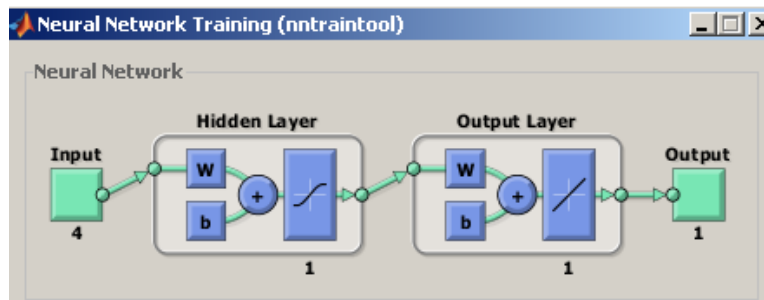 Neural Network Training (nntraintool)
Neural Network
Hidden Layer
Output Layer
Input
Output
W
b
+
W
b
+
4
1
1
1